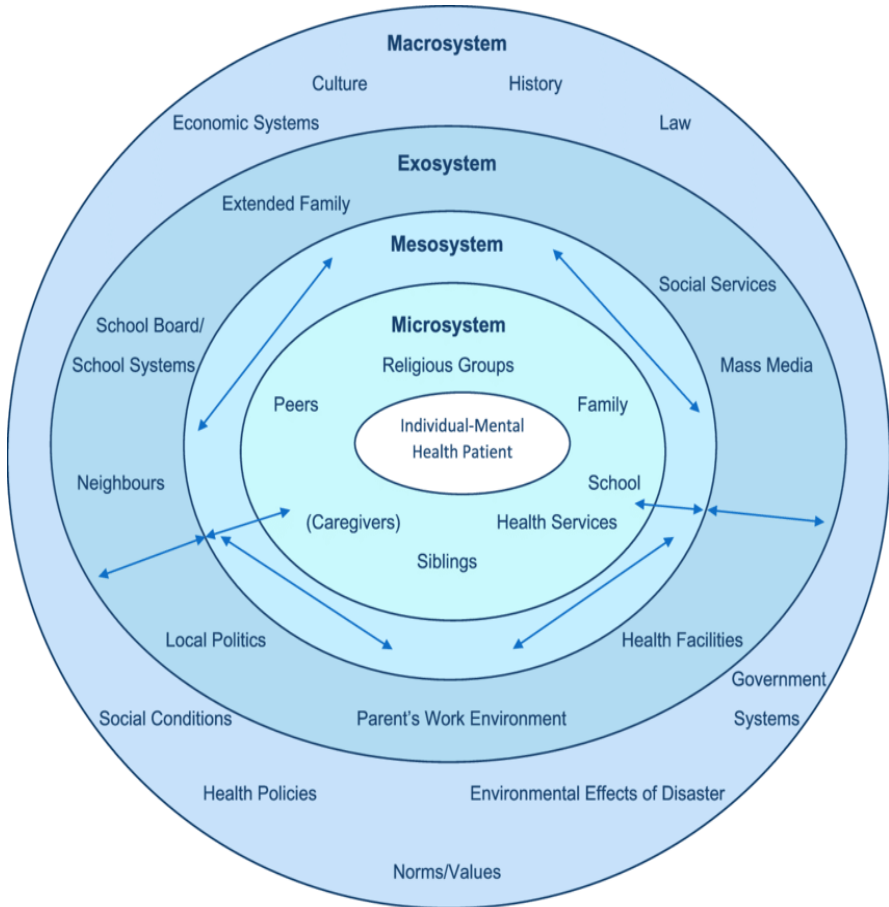 Macrosystem
Culture
History
Economic Systems
Law
Exosystem
Extended Family
Mesosystem
Social Services
School Board/
School Systems
Mass Media
Microsystem
Religious Groups
Peers
Family
Individual-Mental
Health Patient
Neighbours
School
(Caregivers)
Health Services
Siblings
Local Politics
Health Facilities
Government
Systems
Social Conditions
Parent's Work Environment
Health Policies
Environmental Effects of Disaster
Norms/Values